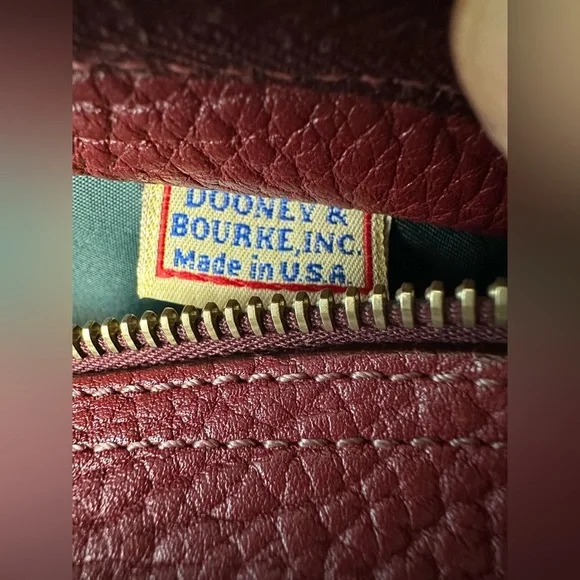 DOONEY &
BOURKE, INC.
Made in U.S.A.